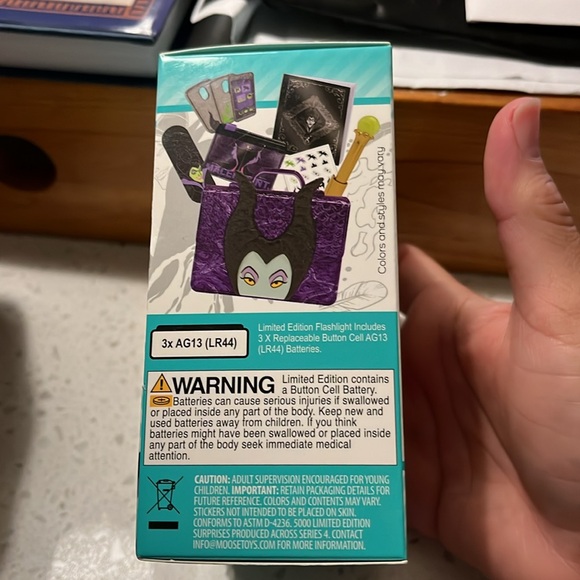 Colors and styles may vary
3x AG13 (LR44)
Limited Edition Flashlight Includes
3 X Replaceable Button Cell AG13
(LR44) Batteries.
WARNING Limited Edition contains
a Button Cell Battery.
Batteries can cause serious injuries if swallowed
or placed inside any part of the body. Keep new and
used batteries away from children. If you think
batteries might have been swallowed or placed inside
any part of the body seek immediate medical
attention.
CAUTION: ADULT SUPERVISION ENCOURAGED FOR YOUNG
CHILDREN. IMPORTANT: RETAIN PACKAGING DETAILS FOR
FUTURE REFERENCE. COLORS AND CONTENTS MAY VARY.
STICKERS NOT INTENDED TO BE PLACED ON SKIN.
CONFORMS TO ASTM D-4236. 5000 LIMITED EDITION
SURPRISES PRODUCED ACROSS SERIES 4. CONTACT
INFO@MOOSETOYS.COM FOR MORE INFORMATION.